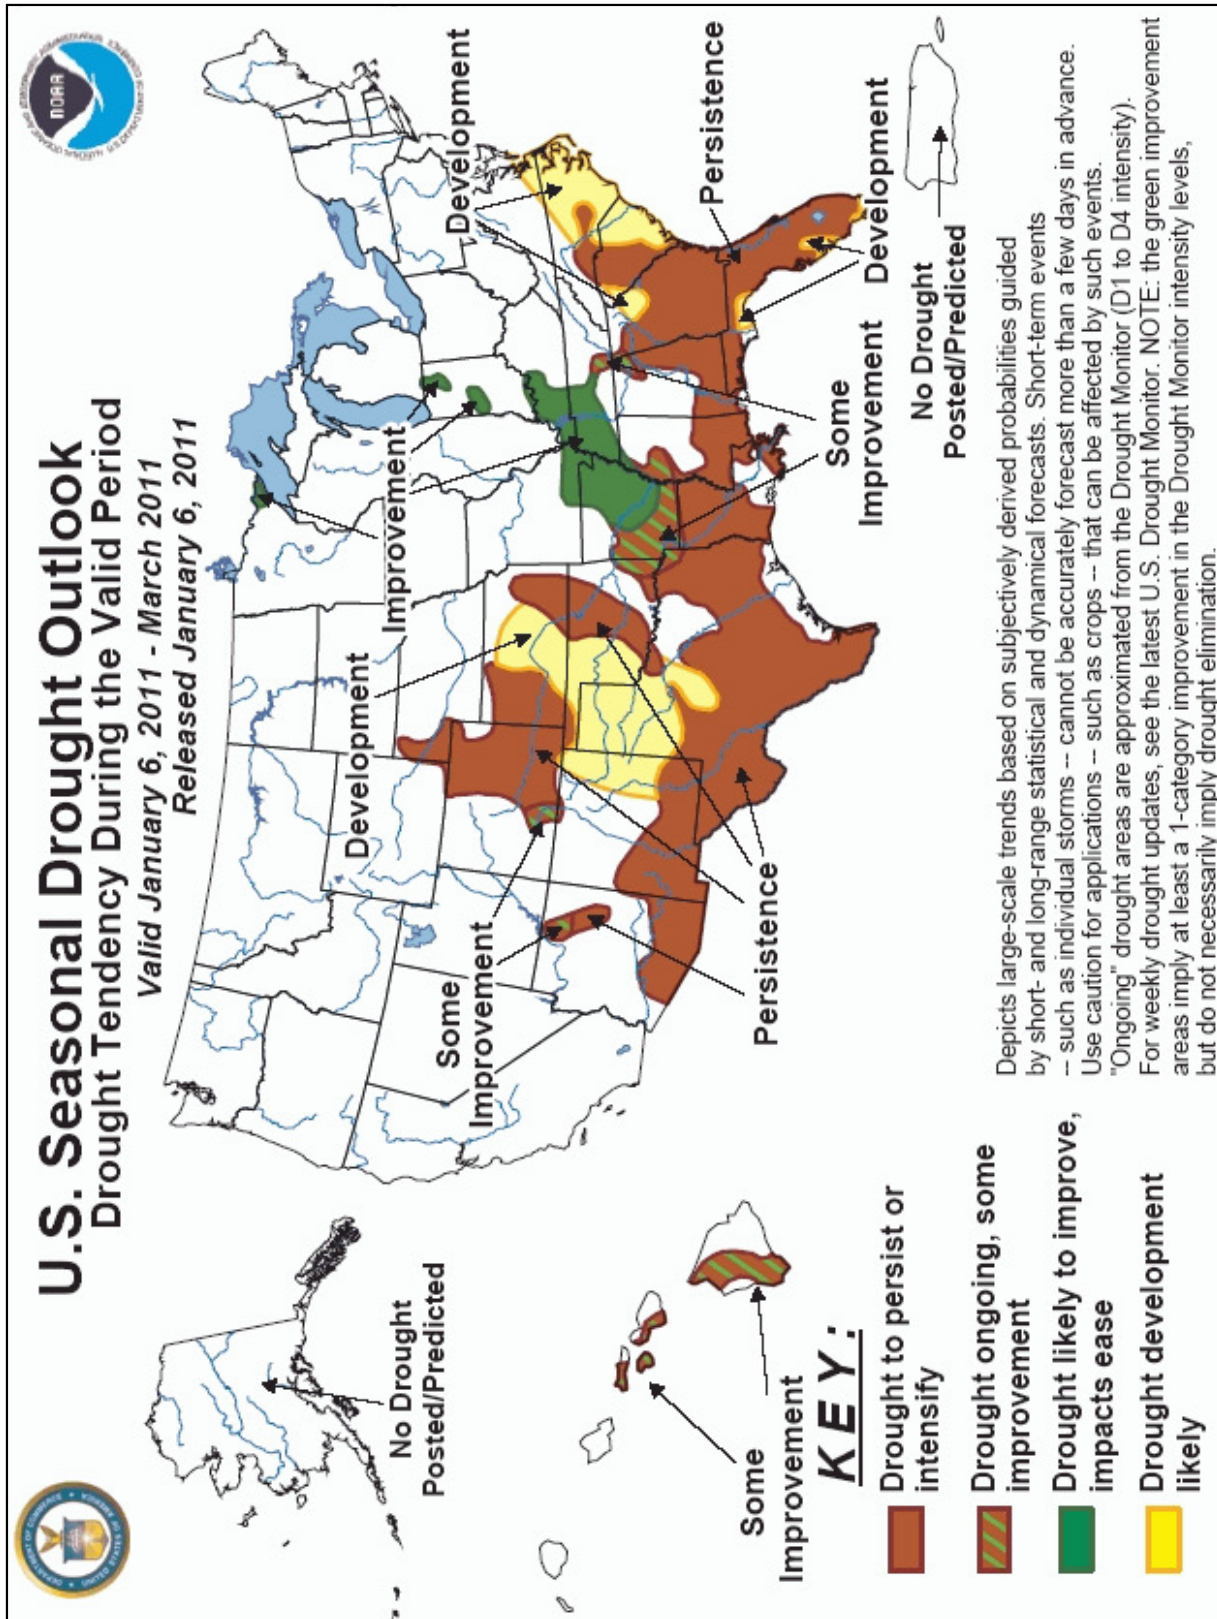 U.S. Seasonal Drought Outlook
Drought Tendency During the Valid Period
Valid January 6, 2011 - March 2011
Released January 6, 2011
DEPARTMENT OF COMMERCE
UNITED STATES OF AMERICA
NOAA
No Drought
Posted/Predicted
Development
Improvement
Development
Some
Improvement
Persistence
Persistence
Some
Improvement
Persistence
Development
No Drought
Posted/Predicted
Some
Improvement
KEY:
Drought to persist or
intensify
Drought ongoing, some
improvement
Drought likely to improve,
impacts ease
Drought development
likely
Depicts large-scale trends based on subjectively derived probabilities guided
by short- and long-range statistical and dynamical forecasts. Short-term events
-- such as individual storms -- cannot be accurately forecast more than a few days in advance.
Use caution for applications -- such as crops -- that can be affected by such events.
"Ongoing" drought areas are approximated from the Drought Monitor (D1 to D4 intensity).
For weekly drought updates, see the latest U.S. Drought Monitor. NOTE: the green improvement
areas imply at least a 1-category improvement in the Drought Monitor intensity levels,
but do not necessarily imply drought elimination.